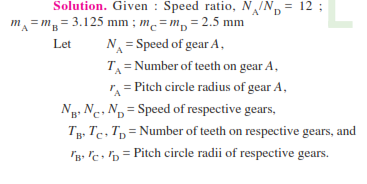 Solution. Given : Speed ratio, N_A/N_D = 12 ;
m_A = m_B = 3.125 mm ; m_C = m_D = 2.5 mm
Let N_A = Speed of gear A,
T_A = Number of teeth on gear A,
r_A = Pitch circle radius of gear A,
N_B, N_C, N_D = Speed of respective gears,
T_B, T_C, T_D = Number of teeth on respective gears, and
r_B, r_C, r_D = Pitch circle radii of respective gears.